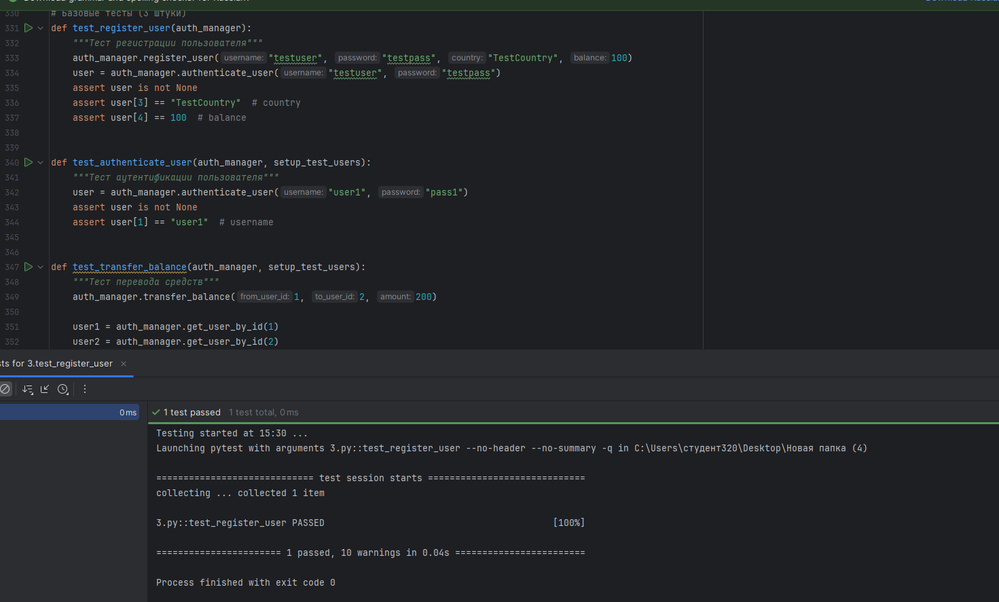 Download grammar and spelling checker for Russian?
330 # Базовые тесты (3 штуки)
331 def test_register_user(auth_manager):
332 """Тест регистрации пользователя"""
333 auth_manager.register_user( username: "testuser", password: "testpass", country: "TestCountry", balance: 100)
334 user = auth_manager.authenticate_user( username: "testuser", password: "testpass")
335 assert user is not None
336 assert user[3] == "TestCountry"  # country
337 assert user[4] == 100  # balance
338
339
340 def test_authenticate_user(auth_manager, setup_test_users):
341 """Тест аутентификации пользователя"""
342 user = auth_manager.authenticate_user( username: "user1", password: "pass1")
343 assert user is not None
344 assert user[1] == "user1"  # username
345
346
347 def test_transfer_balance(auth_manager, setup_test_users):
348 """Тест перевода средств"""
349 auth_manager.transfer_balance( from_user_id: 1, to_user_id: 2, amount: 200)
350
351 user1 = auth_manager.get_user_by_id(1)
352 user2 = auth_manager.get_user_by_id(2)
sts for 3.test_register_user
0 ms
1 test passed 1 test total, 0 ms
Testing started at 15:30 ...
Launching pytest with arguments 3.py::test_register_user --no-header --no-summary -q in C:\Users\студент320\Desktop\Новая папка (4)
============================= test session starts =============================
collecting ... collected 1 item
3.py::test_register_user PASSED [100%]
======================= 1 passed, 10 warnings in 0.04s ========================
Process finished with exit code 0